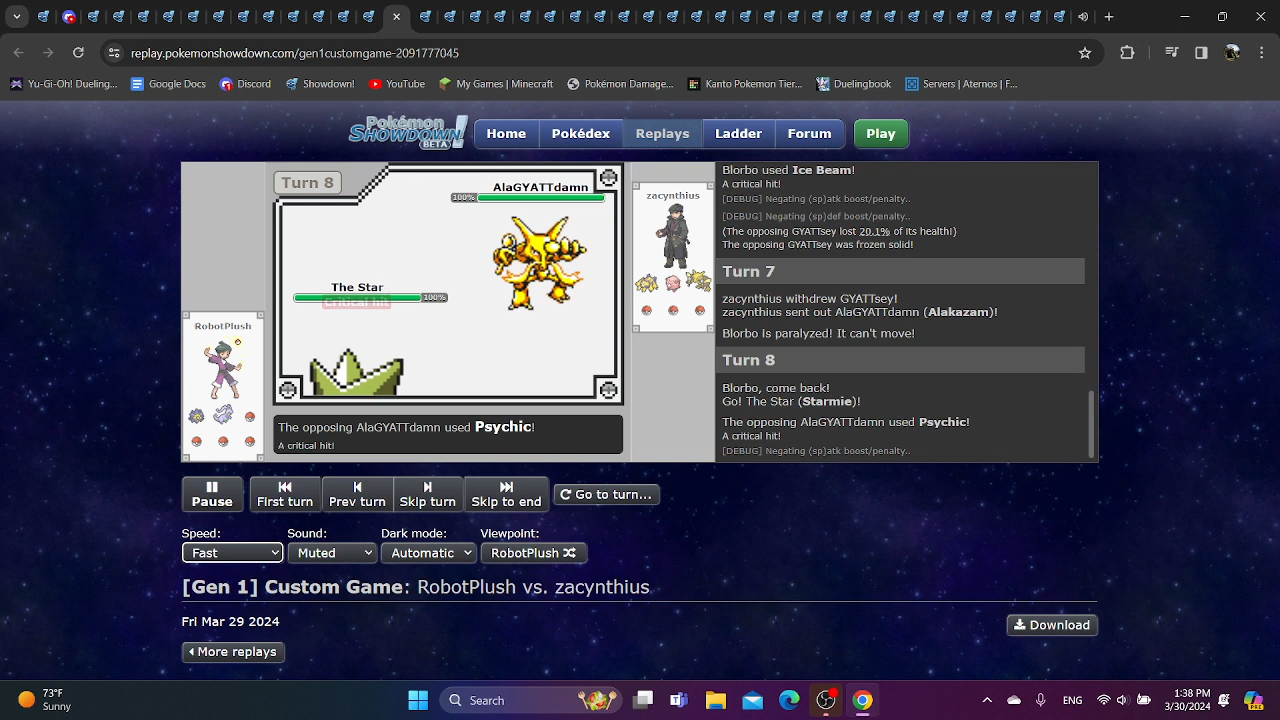 replay.pokemonshowdown.com/gen1customgame-2091777045
Yu-Gi-Oh! Dueling...
Google Docs
Discord
Showdown!
YouTube
My Games | Minecraft
Pokémon Damage...
Kanto Pokemon Tier...
Duelingbook
Servers | Aternos | F...
Pokémon
SHOWDOWN!
BETA
Home
Pokédex
Replays
Ladder
Forum
Play
Turn 8
AlaGYATTdamn
100%
The Star
100%
Critical hit
RobotPlush
zacynthius
The opposing AlaGYATTdamn used Psychic!
A critical hit!
Blorbo used Ice Beam!
A critical hit!
[DEBUG] Negating (sp)atk boost/penalty..
[DEBUG] Negating (sp)def boost/penalty..
(The opposing GYATTsey lost 20.1% of its health!)
The opposing GYATTsey was frozen solid!
Turn 7
zacynthius withdrew GYATTsey!
zacynthius sent out AlaGYATTdamn (Alakazam)!
Blorbo is paralyzed! It can't move!
Turn 8
Blorbo, come back!
Go! The Star (Starmie)!
The opposing AlaGYATTdamn used Psychic!
A critical hit!
[DEBUG] Negating (sp)atk boost/penalty..
Pause
First turn
Prev turn
Skip turn
Skip to end
Go to turn...
Speed:
Sound:
Dark mode:
Viewpoint:
Fast
Muted
Automatic
RobotPlush
[Gen 1] Custom Game: RobotPlush vs. zacynthius
Fri Mar 29 2024
Download
More replays
73°F
Sunny
Search
ENG
1:38 PM
3/30/2024
PRE